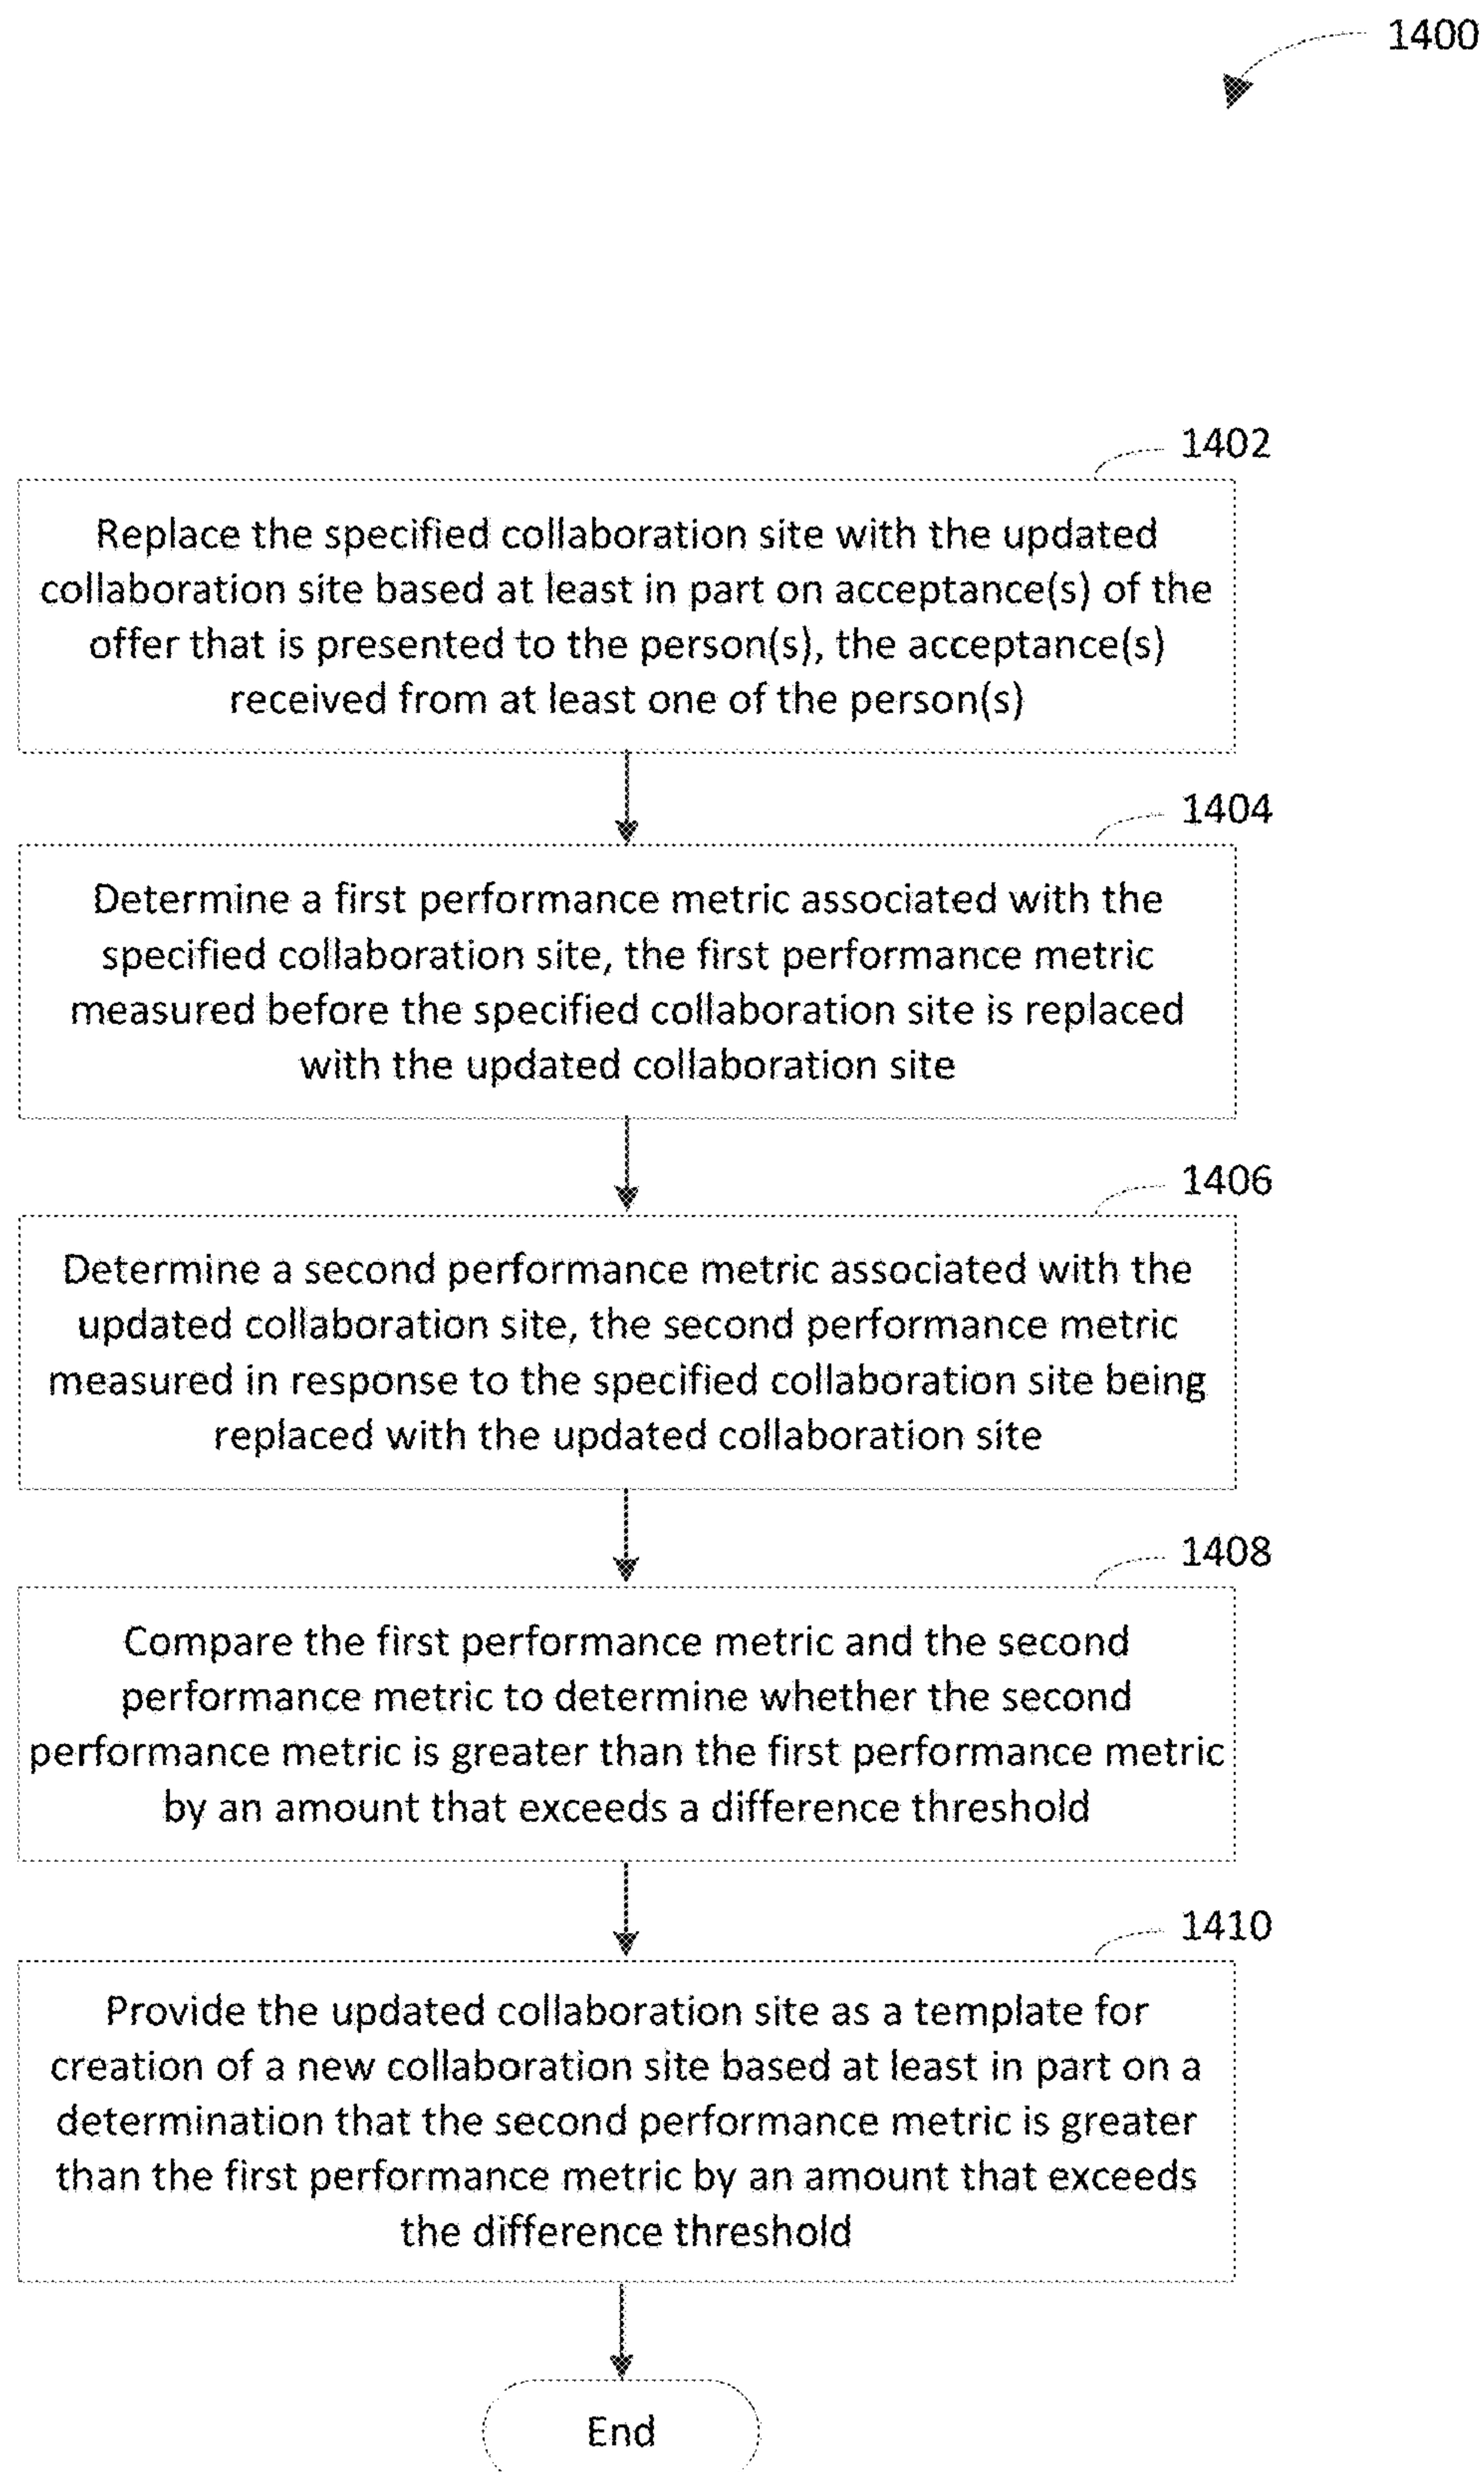 1400
1402
Replace the specified collaboration site with the updated
collaboration site based at least in part on acceptance(s) of the
offer that is presented to the person(s), the acceptance(s)
received from at least one of the person(s)
1404
Determine a first performance metric associated with the
specified collaboration site, the first performance metric
measured before the specified collaboration site is replaced
with the updated collaboration site
1406
Determine a second performance metric associated with the
updated collaboration site, the second performance metric
measured in response to the specified collaboration site being
replaced with the updated collaboration site
1408
Compare the first performance metric and the second
performance metric to determine whether the second
performance metric is greater than the first performance metric
by an amount that exceeds a difference threshold
1410
Provide the updated collaboration site as a template for
creation of a new collaboration site based at least in part on a
determination that the second performance metric is greater
than the first performance metric by an amount that exceeds
the difference threshold
End